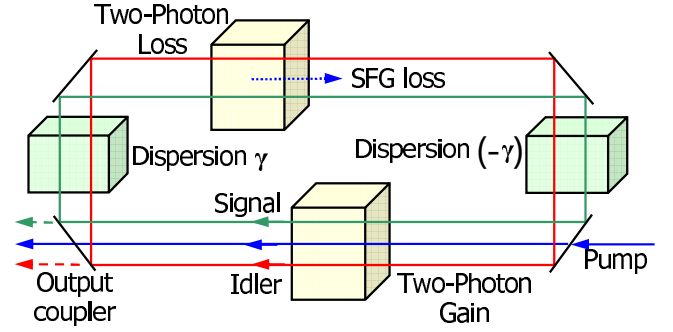 Two-Photon
Loss
SFG loss
Dispersion γ
Dispersion (-γ)
Signal
Pump
Output
coupler
Idler
Two-Photon
Gain